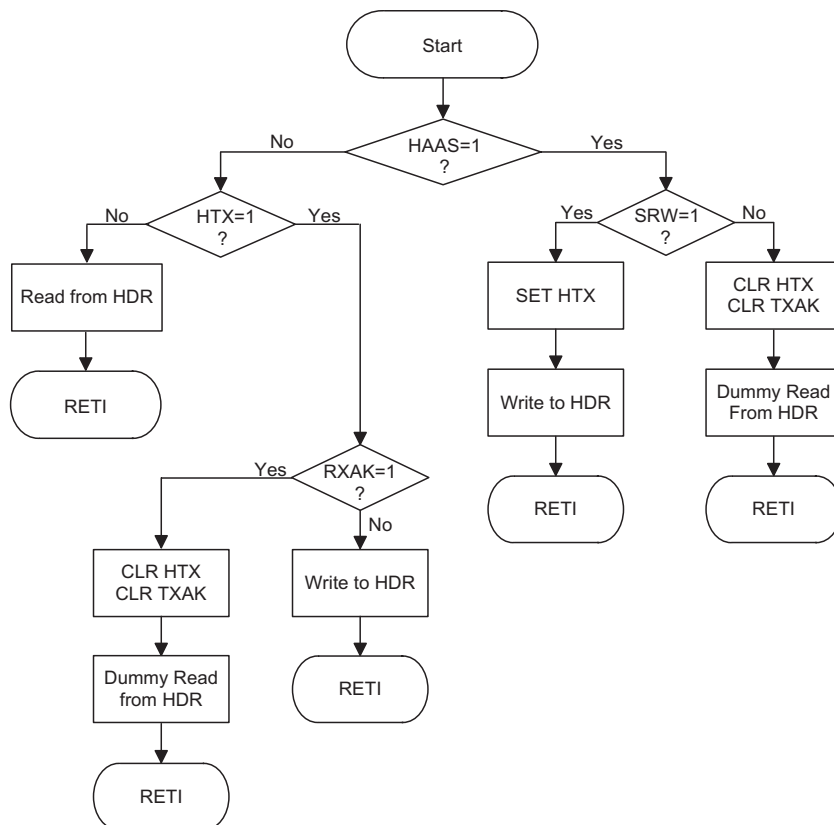 Start
No
HAAS=1
?
Yes
No
HTX=1
?
Yes
Yes
SRW=1
?
No
Read from HDR
SET HTX
CLR HTX
CLR TXAK
RETI
Write to HDR
Dummy Read
From HDR
Yes
RXAK=1
?
No
RETI
RETI
CLR HTX
CLR TXAK
Write to HDR
Dummy Read
from HDR
RETI
RETI